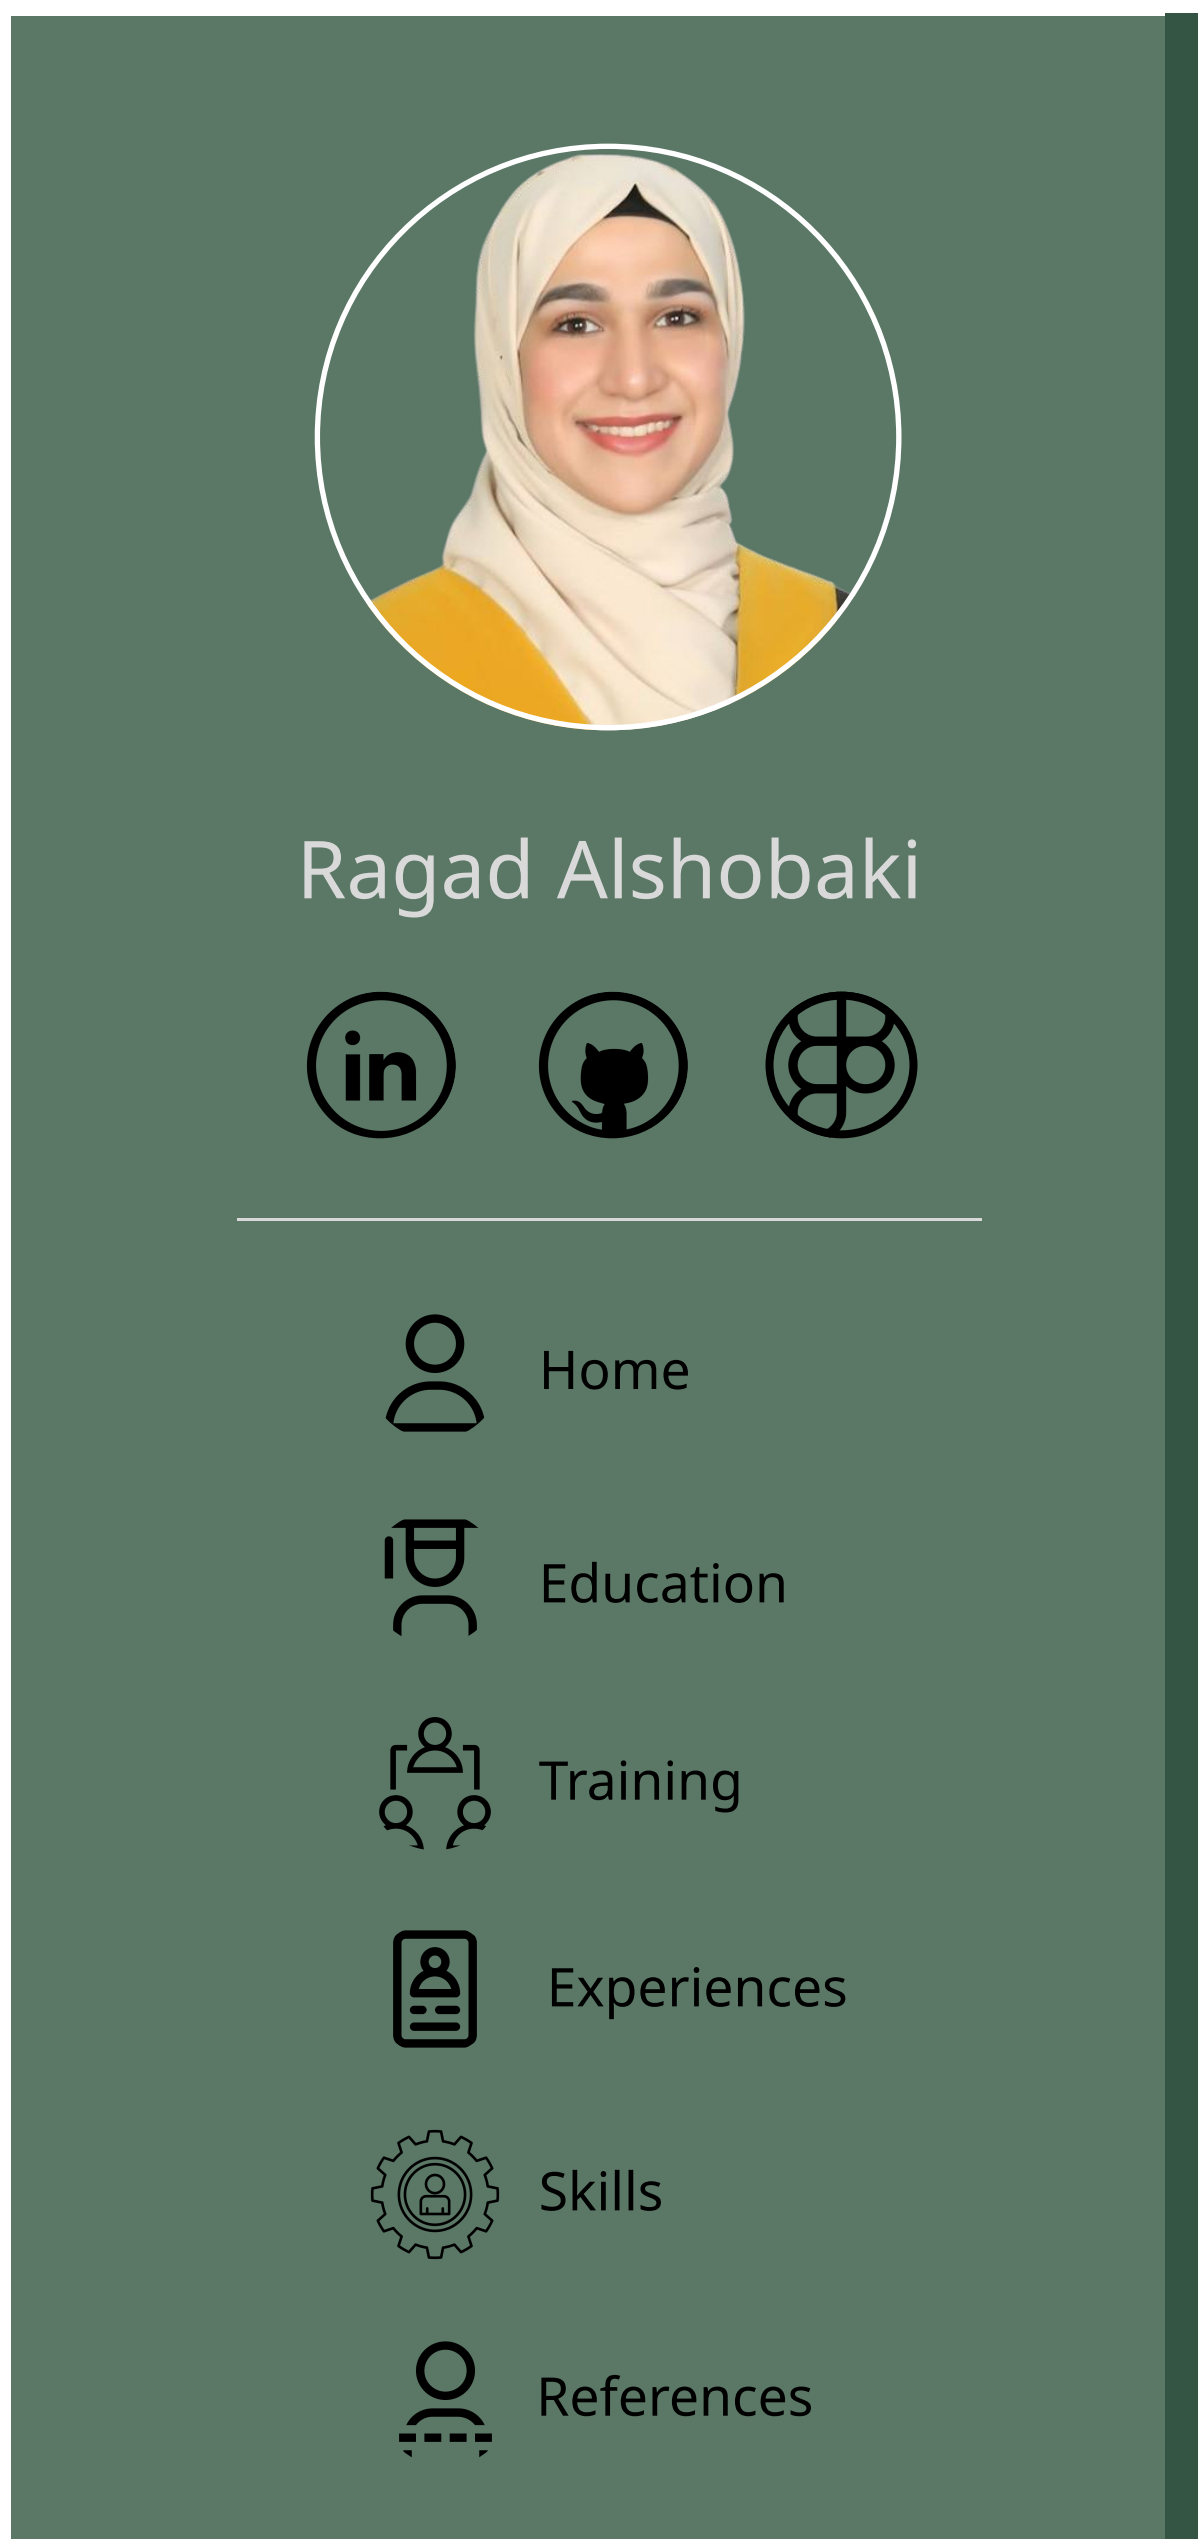 Ragad Alshobaki
in
Home
Education
Training
Experiences
Skills
References